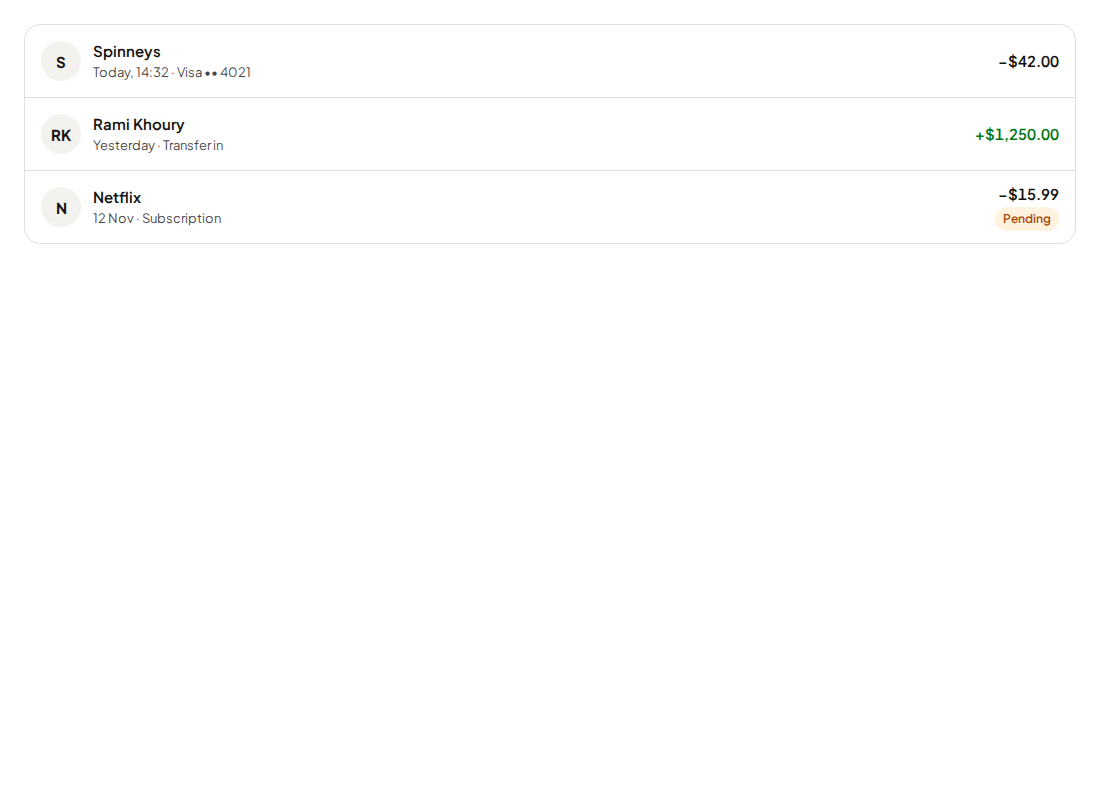 S
Spinneys
Today, 14:32 · Visa •• 4021
−$42.00
RK
Rami Khoury
Yesterday · Transfer in
+$1,250.00
N
Netflix
12 Nov · Subscription
−$15.99
Pending